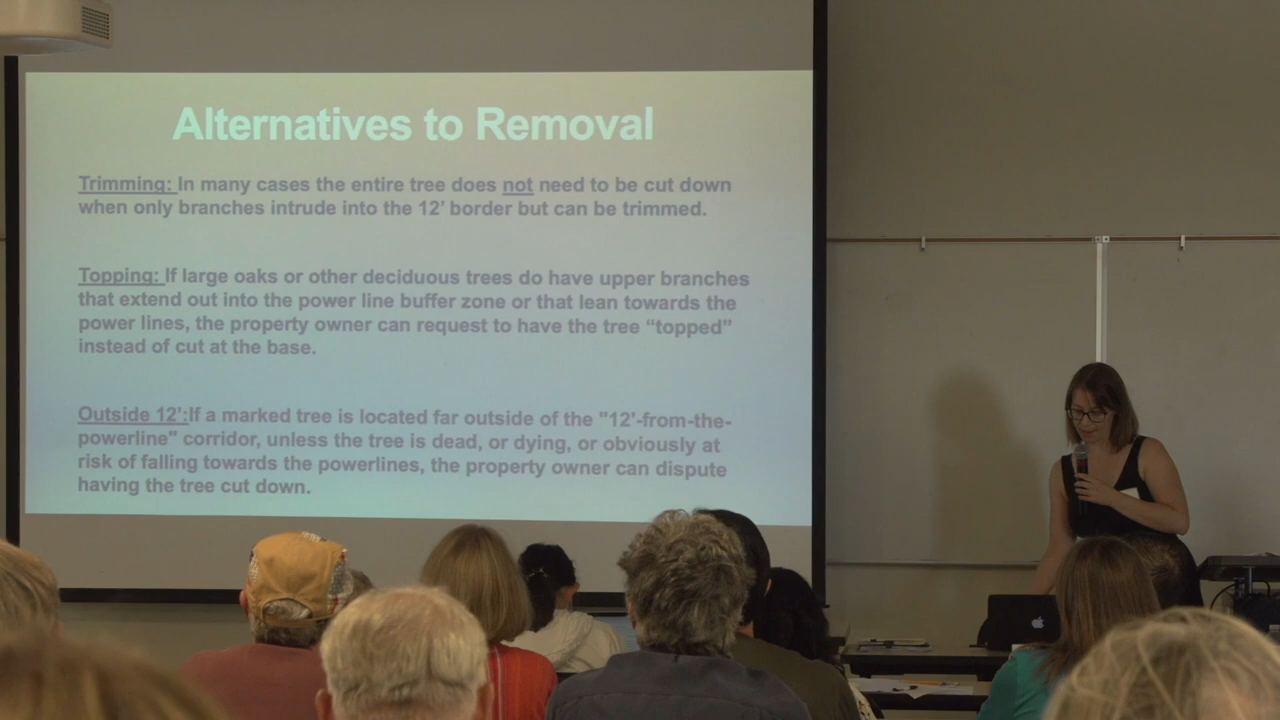 Alternatives to Removal
Trimming: In many cases the entire tree does not need to be cut down
when only branches intrude into the 12’ border but can be trimmed.
Topping: If large oaks or other deciduous trees do have upper branches
that extend out into the power line buffer zone or that lean towards the
power lines, the property owner can request to have the tree “topped”
instead of cut at the base.
Outside 12’:If a marked tree is located far outside of the "12'-from-the-
powerline" corridor, unless the tree is dead, or dying, or obviously at
risk of falling towards the powerlines, the property owner can dispute
having the tree cut down.